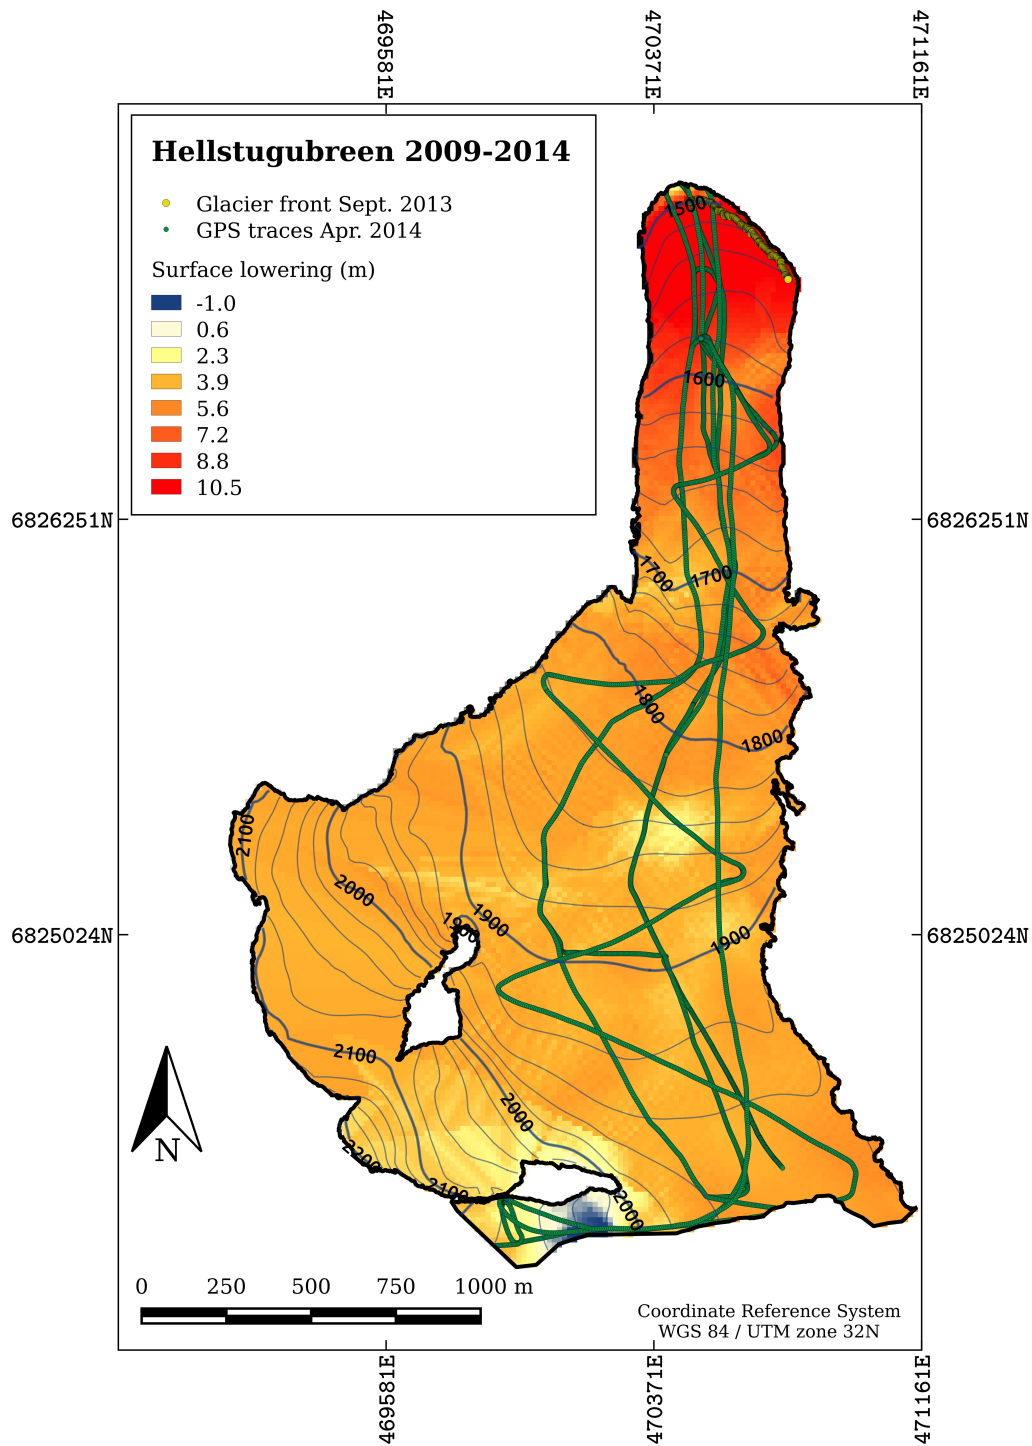 469581E
470371E
471161E
Hellstugubreen 2009-2014
Glacier front Sept. 2013
GPS traces Apr. 2014
Surface lowering (m)
-1.0
0.6
2.3
3.9
5.6
7.2
8.8
10.5
1500
1600
6826251N
6826251N
1700
1700
1800
1800
2100
2000
1900
1900
1900
6825024N
6825024N
2100
2000
2200
2100
2000
N
0 250 500 750 1000 m
Coordinate Reference System
WGS 84 / UTM zone 32N
469581E
470371E
471161E